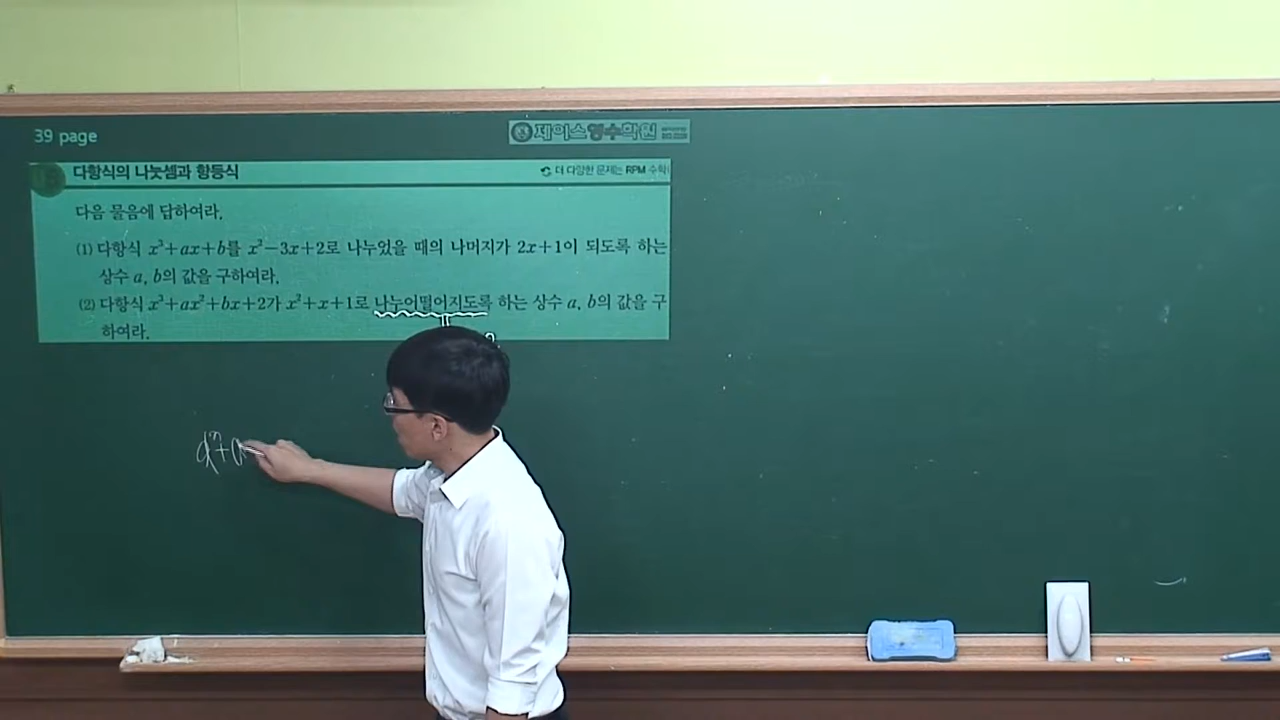 39 page
제이스영수학원
다항식의 나눗셈과 항등식
더 다양한 문제는 RPM 수학
다음 물음에 답하여라.
(1) 다항식 x³+ax+b를 x²-3x+2로 나누었을 때의 나머지가 2x+1이 되도록 하는
상수 a, b의 값을 구하여라.
(2) 다항식 x³+ax²+bx+2가 x²+x+1로 나누어떨어지도록 하는 상수 a, b의 값을 구
하여라.